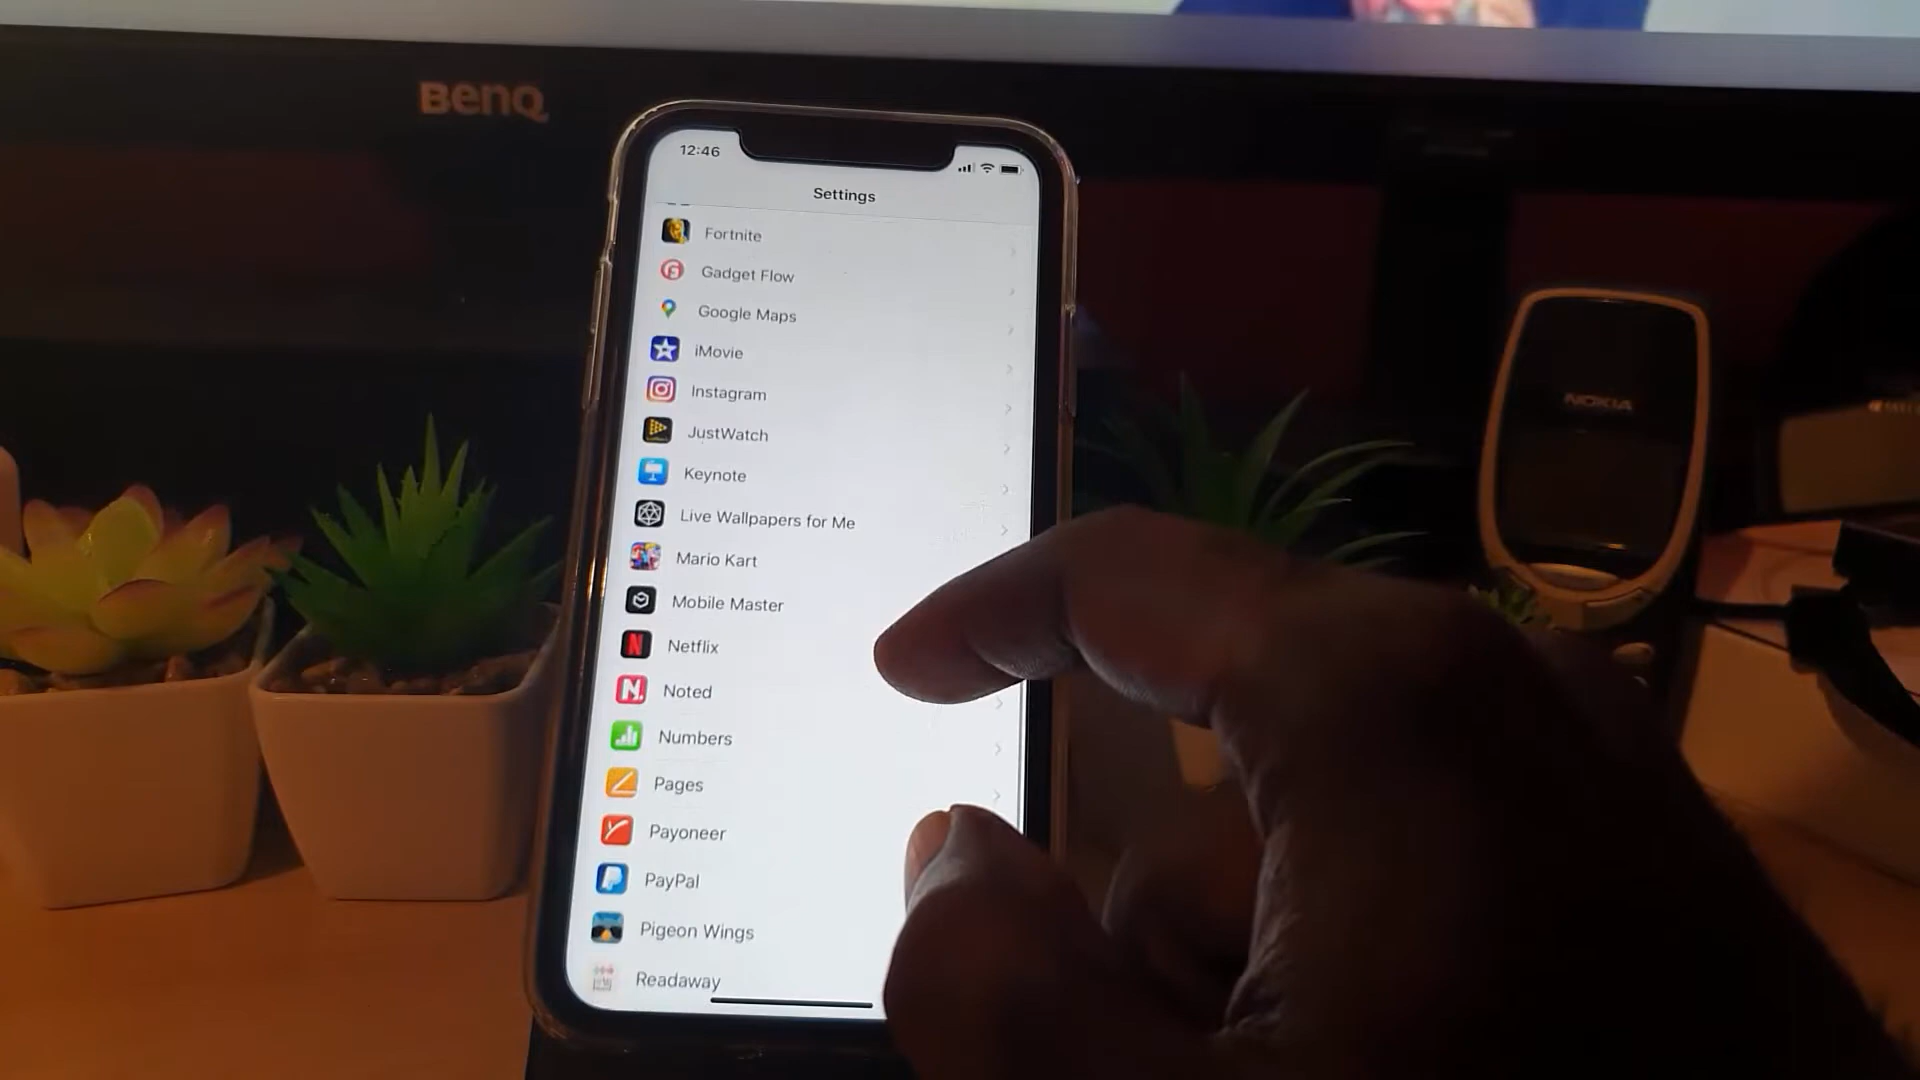 BenQ
12:46
Settings
Fortnite
Gadget Flow
Google Maps
iMovie
Instagram
JustWatch
Keynote
Live Wallpapers for Me
Mario Kart
Mobile Master
Netflix
Noted
Numbers
Pages
Payoneer
PayPal
Pigeon Wings
Readaway
NOKIA